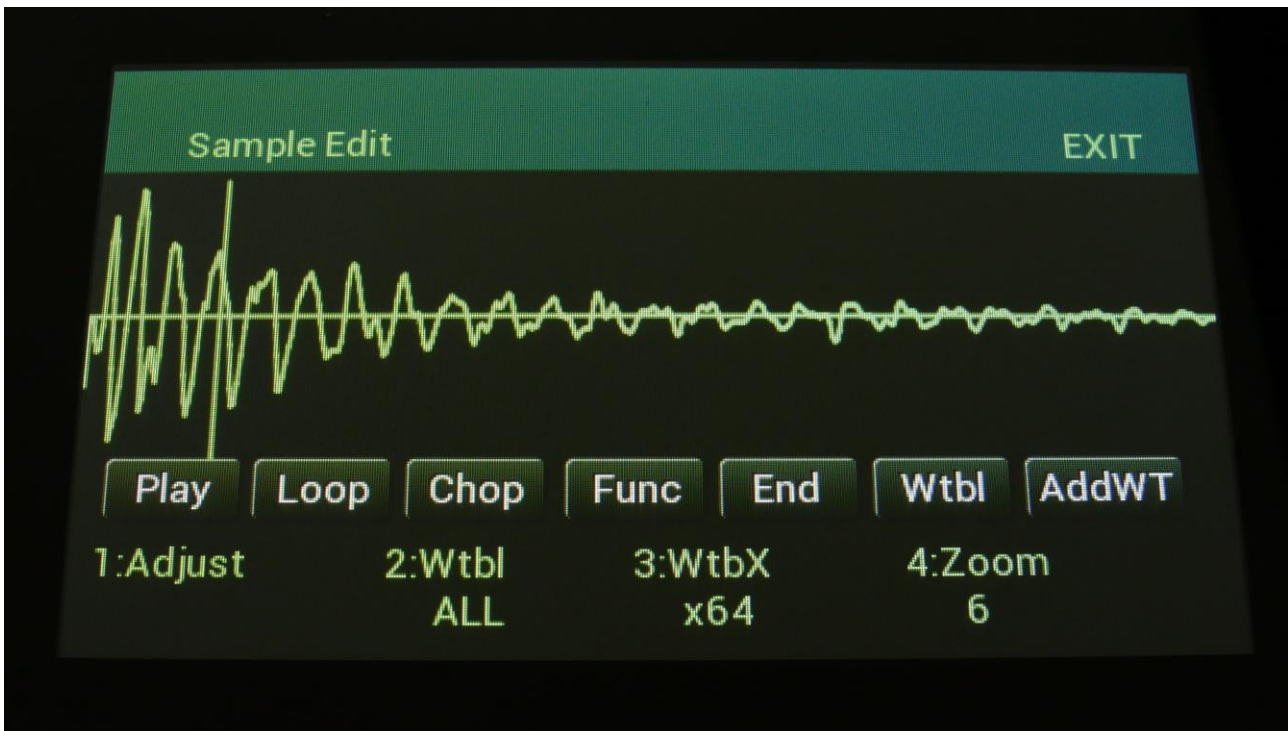 Sample Edit EXIT
Play Loop Chop Func End Wtbl AddWT
1:Adjust 2:Wtbl 3:WtbX 4:Zoom
ALL x64 6